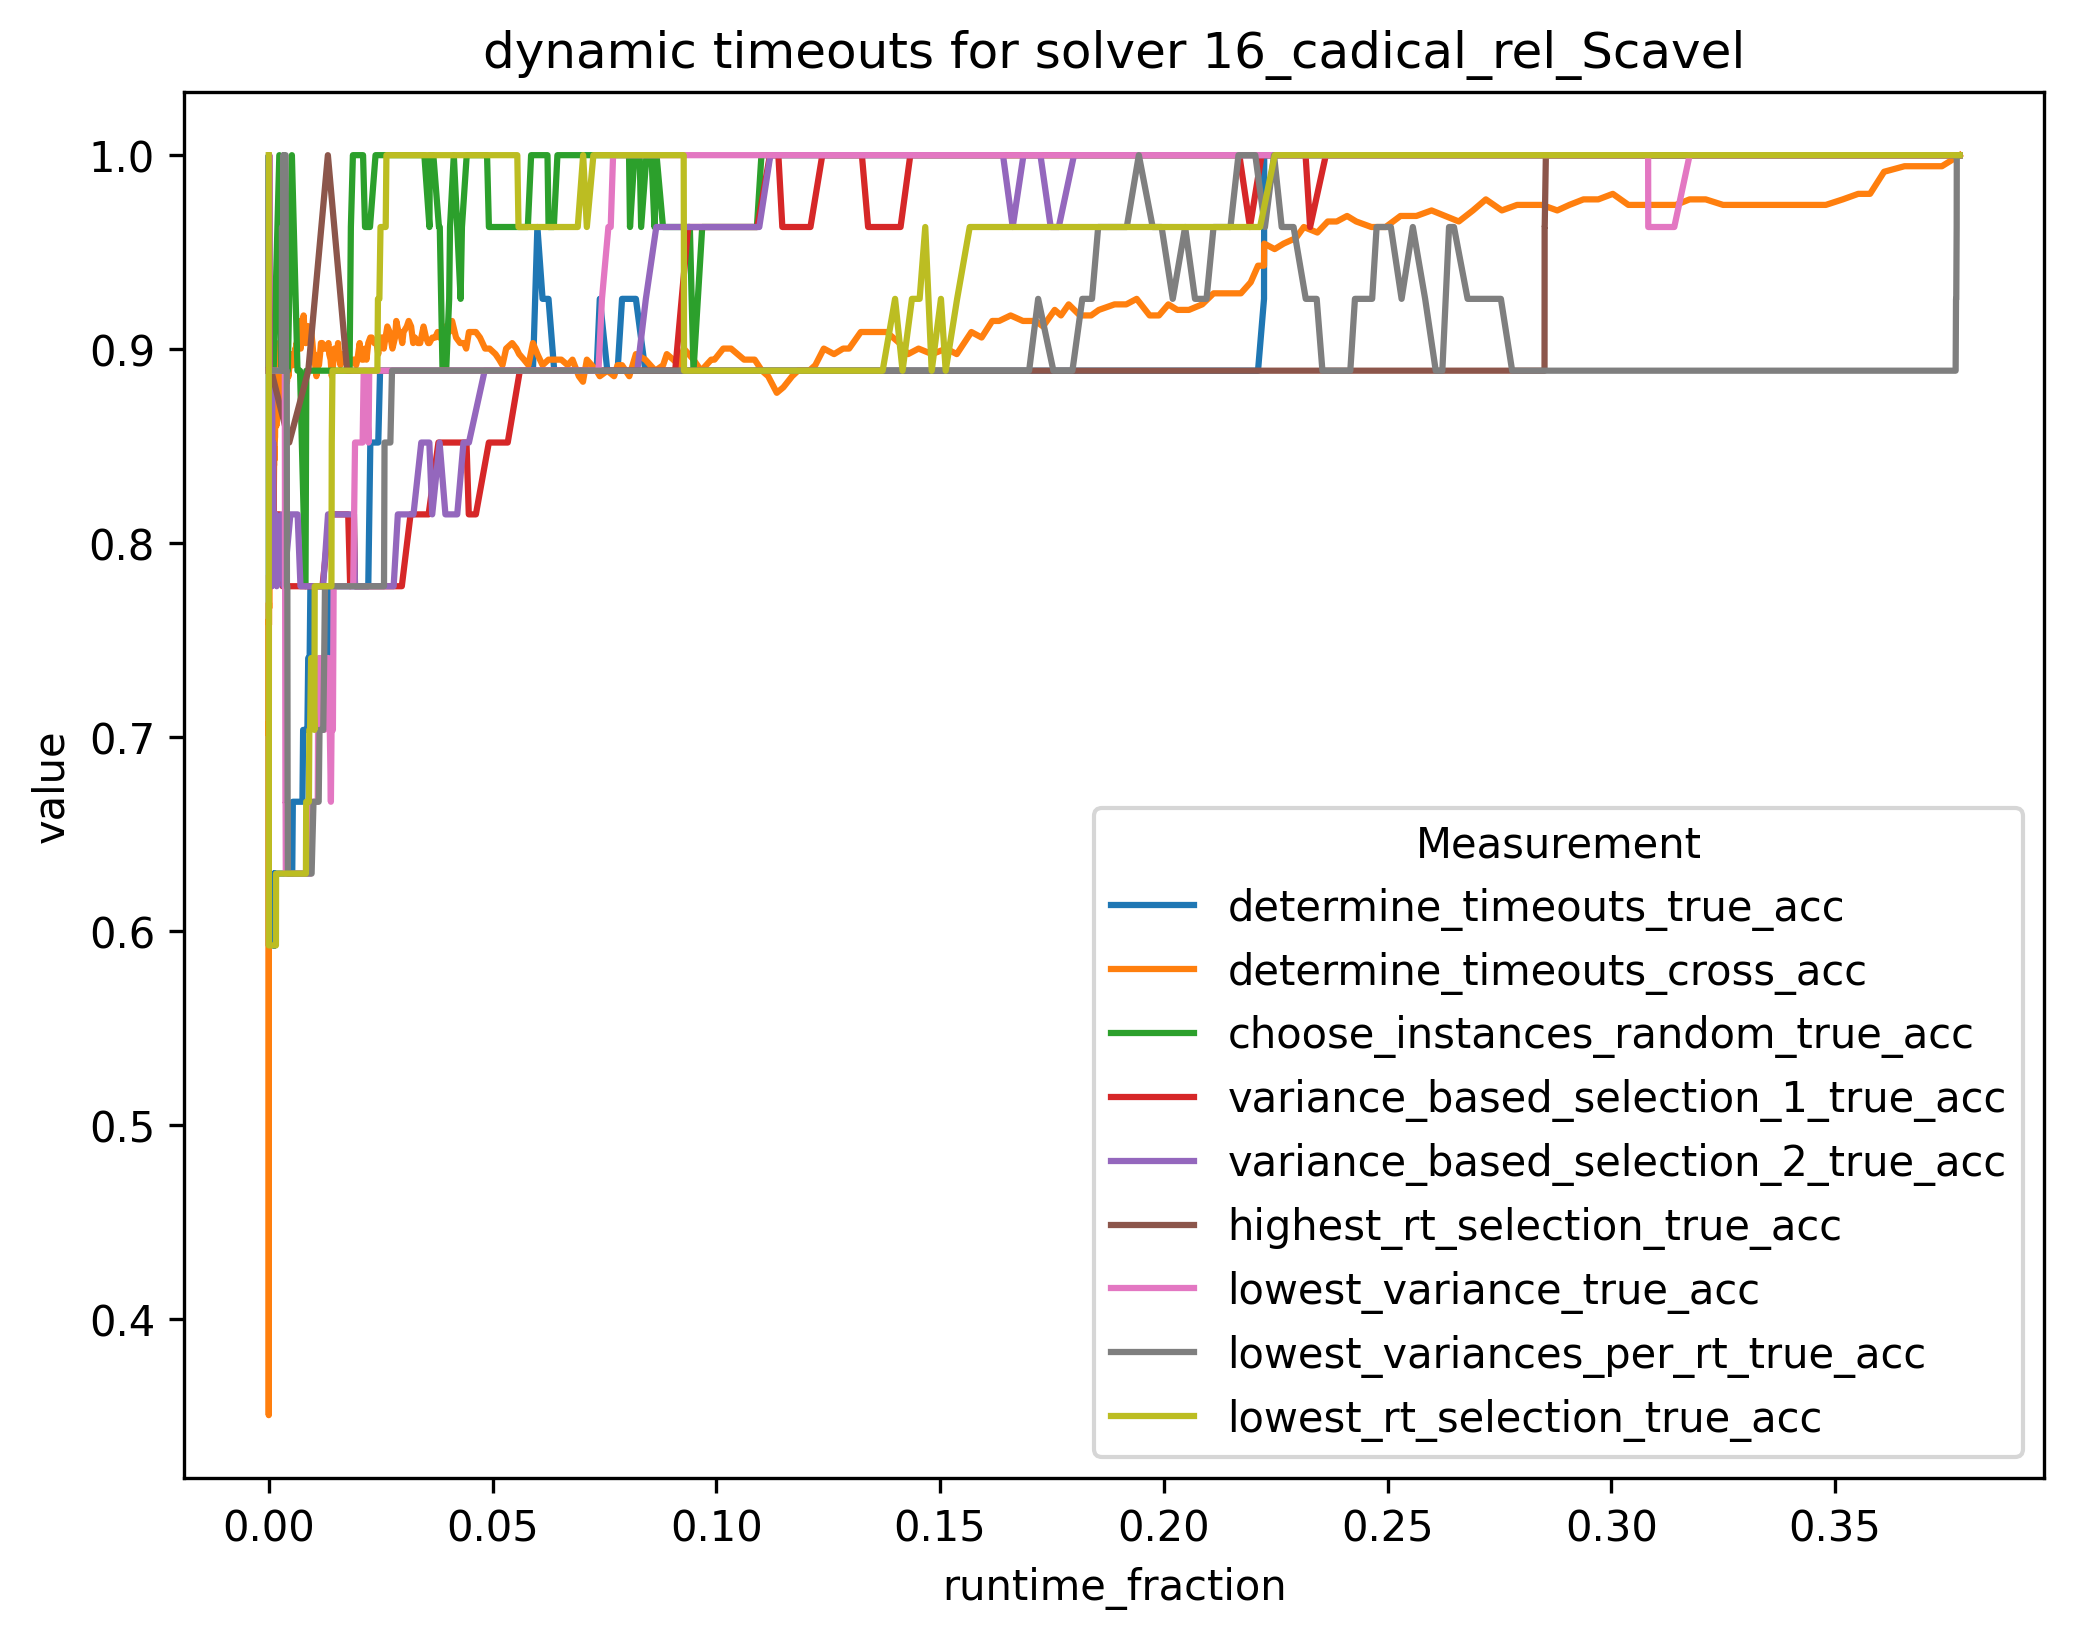 dynamic timeouts for solver 16_cadical_rel_Scavel
1.0
0.9
0.8
0.7
0.6
0.5
0.4
value
0.00 0.05 0.10 0.15 0.20 0.25 0.30 0.35
runtime_fraction
Measurement
determine_timeouts_true_acc
determine_timeouts_cross_acc
choose_instances_random_true_acc
variance_based_selection_1_true_acc
variance_based_selection_2_true_acc
highest_rt_selection_true_acc
lowest_variance_true_acc
lowest_variances_per_rt_true_acc
lowest_rt_selection_true_acc